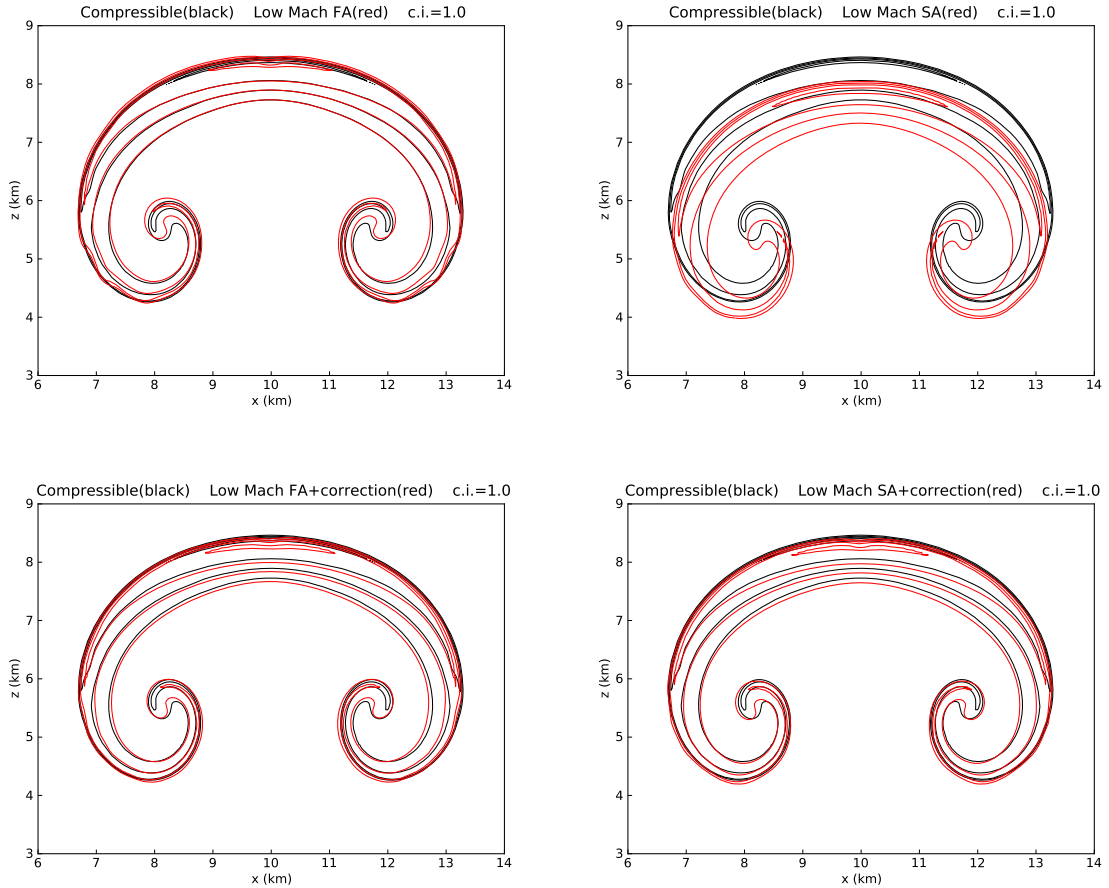 Compressible(black) Low Mach FA(red) c.i.=1.0
9
8
7
6
5
4
3
z (km)
6 7 8 9 10 11 12 13 14
x (km)
Compressible(black) Low Mach SA(red) c.i.=1.0
9
8
7
6
5
4
3
z (km)
6 7 8 9 10 11 12 13 14
x (km)
Compressible(black) Low Mach FA+correction(red) c.i.=1.0
9
8
7
6
5
4
3
z (km)
6 7 8 9 10 11 12 13 14
x (km)
Compressible(black) Low Mach SA+correction(red) c.i.=1.0
9
8
7
6
5
4
3
z (km)
6 7 8 9 10 11 12 13 14
x (km)